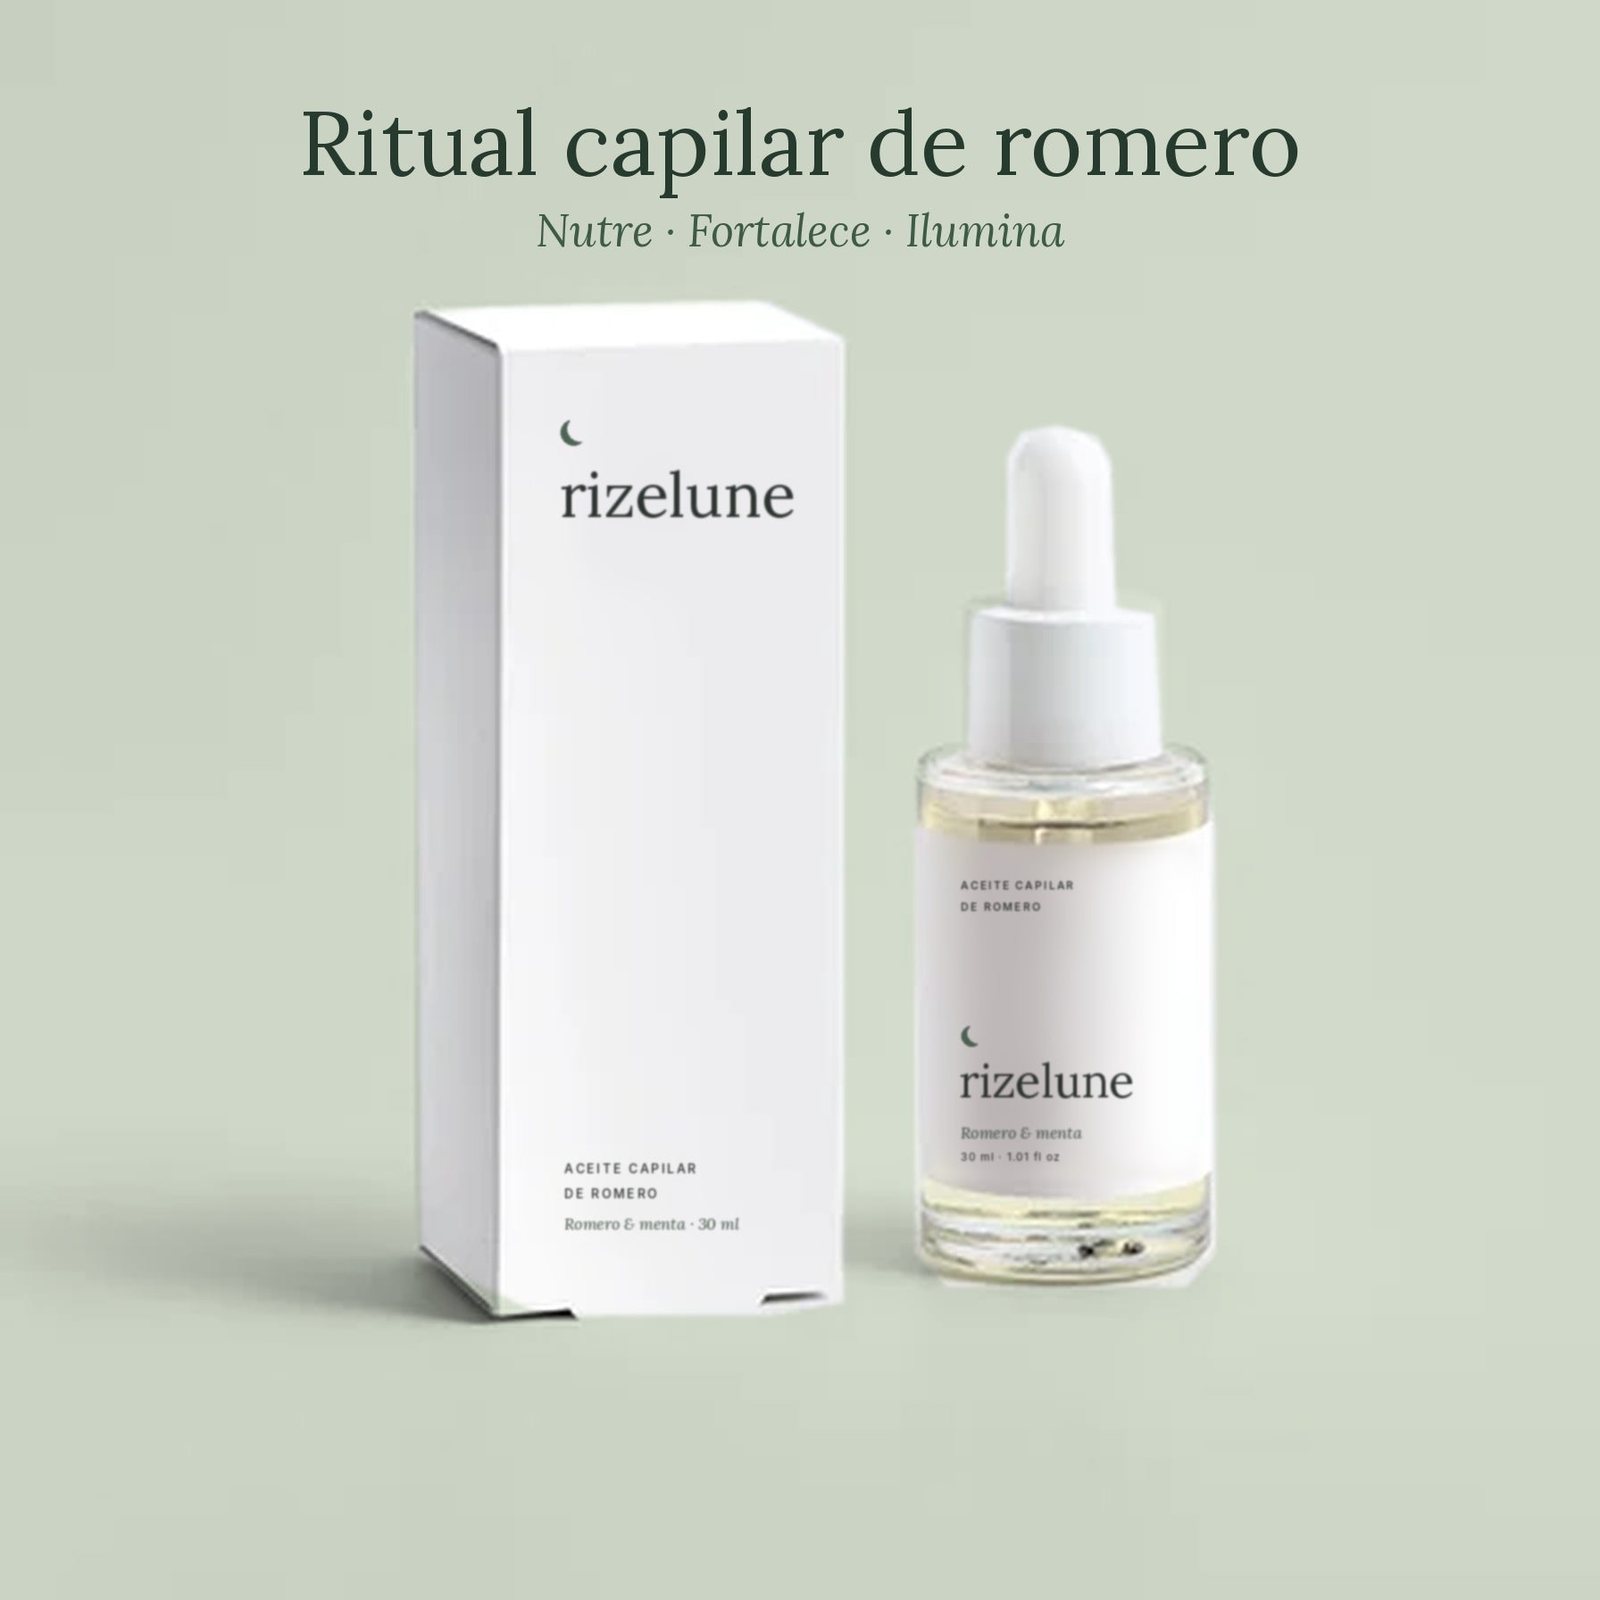 Ritual capilar de romero
Nutre · Fortalece · Ilumina
rizelune
ACEITE CAPILAR
DE ROMERO
Romero & menta · 30 ml
ACEITE CAPILAR
DE ROMERO
rizelune
Romero & menta
30 ml · 1.01 fl oz